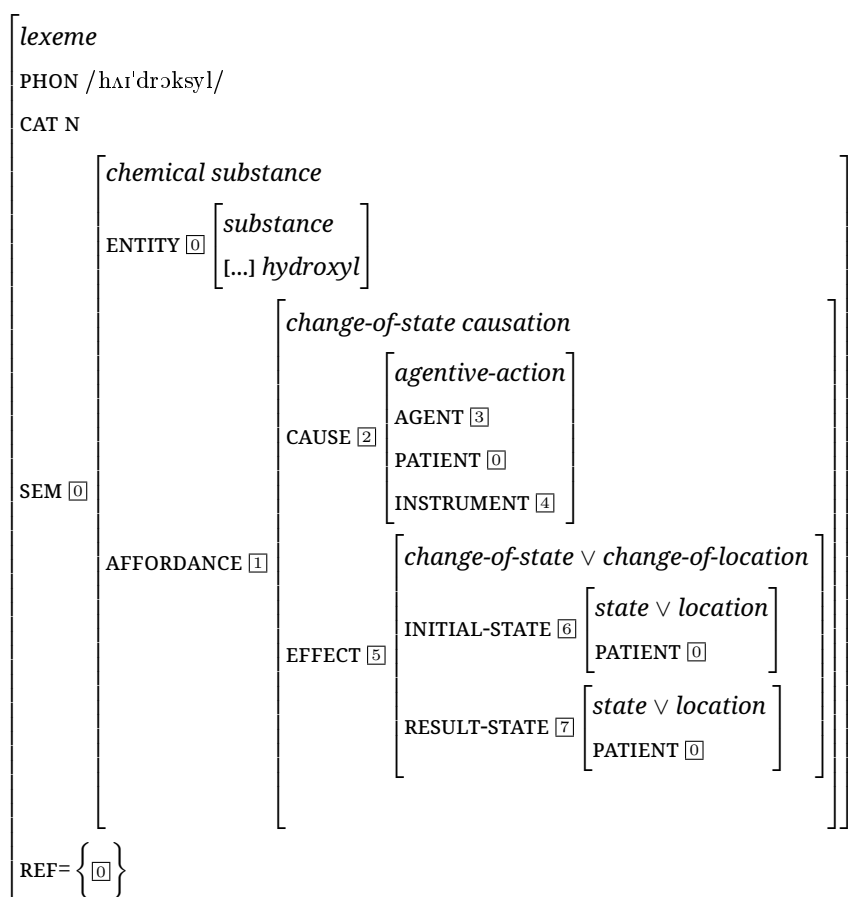 lexeme
PHON /hʌɪˈdrɔksyl/
CAT N
SEM 0
chemical substance
ENTITY 0
substance
[...] hydroxyl
AFFORDANCE 1
change-of-state causation
CAUSE 2
agentive-action
AGENT 3
PATIENT 0
INSTRUMENT 4
EFFECT 5
change-of-state ∨ change-of-location
INITIAL-STATE 6
state ∨ location
PATIENT 0
RESULT-STATE 7
state ∨ location
PATIENT 0
REF= {0}